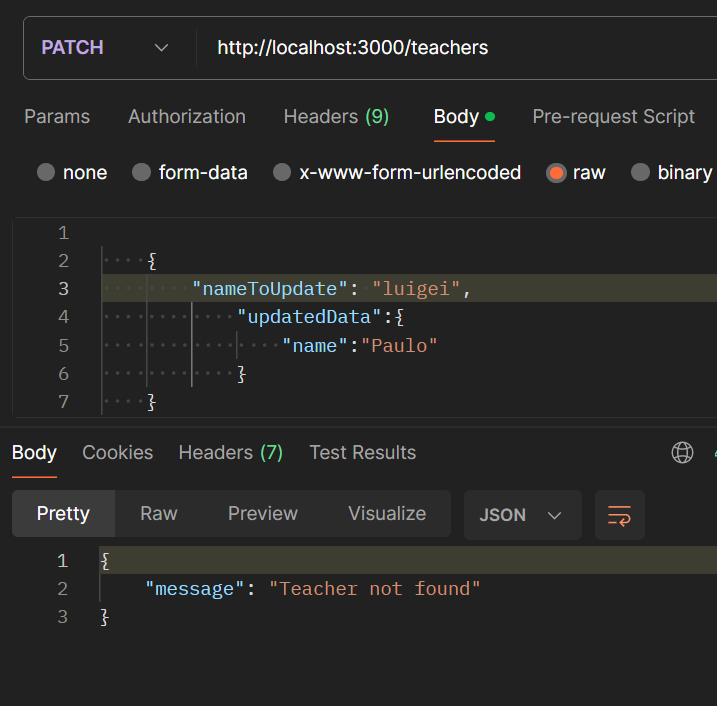 PATCH http://localhost:3000/teachers
Params Authorization Headers (9) Body Pre-request Script
none form-data x-www-form-urlencoded raw binary
1
2 {
3 "nameToUpdate": "luigei",
4 "updatedData":{
5 "name":"Paulo"
6 }
7 }
Body Cookies Headers (7) Test Results
Pretty Raw Preview Visualize JSON
1 {
2 "message": "Teacher not found"
3 }